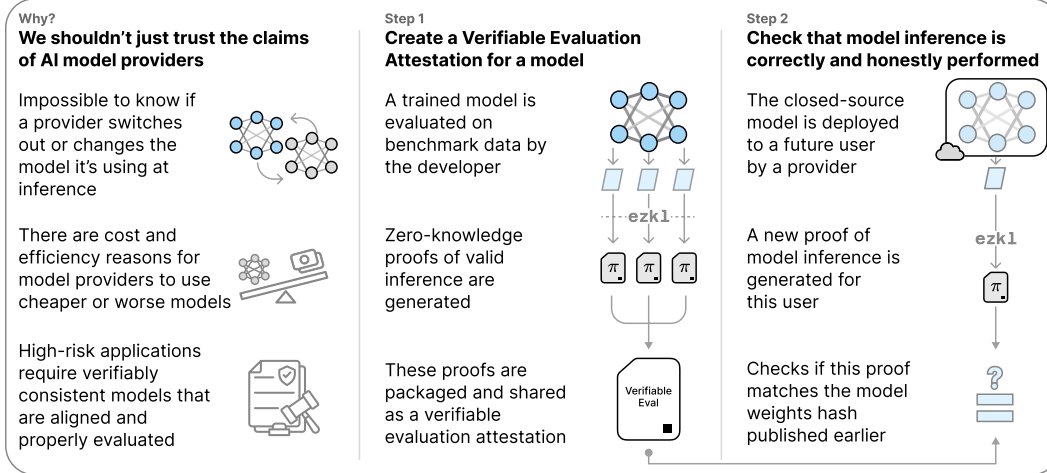 Why?
We shouldn’t just trust the claims
of AI model providers
Impossible to know if
a provider switches
out or changes the
model it’s using at
inference
There are cost and
efficiency reasons for
model providers to use
cheaper or worse models
High-risk applications
require verifiably
consistent models that
are aligned and
properly evaluated
Step 1
Create a Verifiable Evaluation
Attestation for a model
A trained model is
evaluated on
benchmark data by
the developer
ezkl
Zero-knowledge
proofs of valid
inference are
generated
π π π
These proofs are
packaged and shared
as a verifiable
evaluation attestation
Verifiable
Eval
Step 2
Check that model inference is
correctly and honestly performed
The closed-source
model is deployed
to a future user
by a provider
ezkl
A new proof of
model inference is
generated for
this user
π
Checks if this proof
matches the model
weights hash
published earlier
?